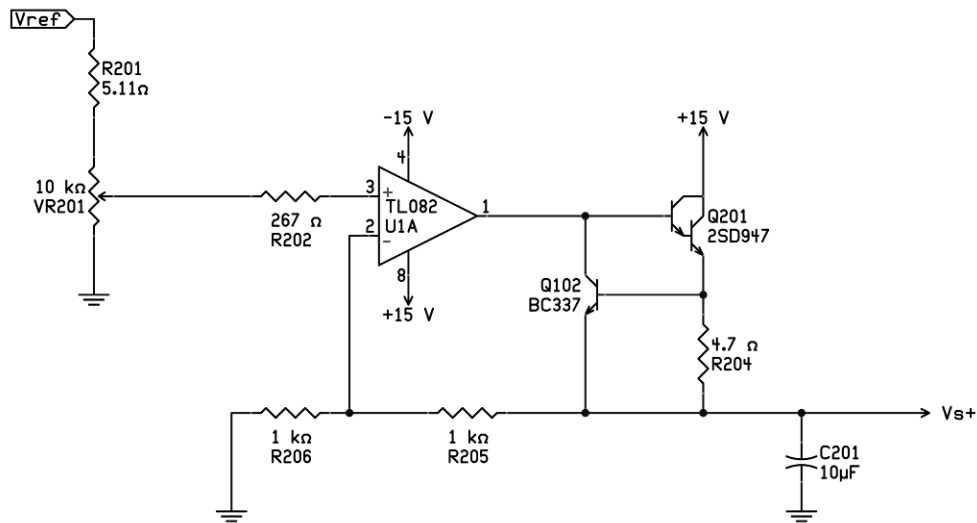 Vref
R201
5.11Ω
10 kΩ
VR201
267 Ω
R202
-15 V
4
3
+
TL082
U1A
2
-
1
8
+15 V
+15 V
Q201
2SD947
Q102
BC337
4.7 Ω
R204
1 kΩ
R206
1 kΩ
R205
Vs+
C201
10µF